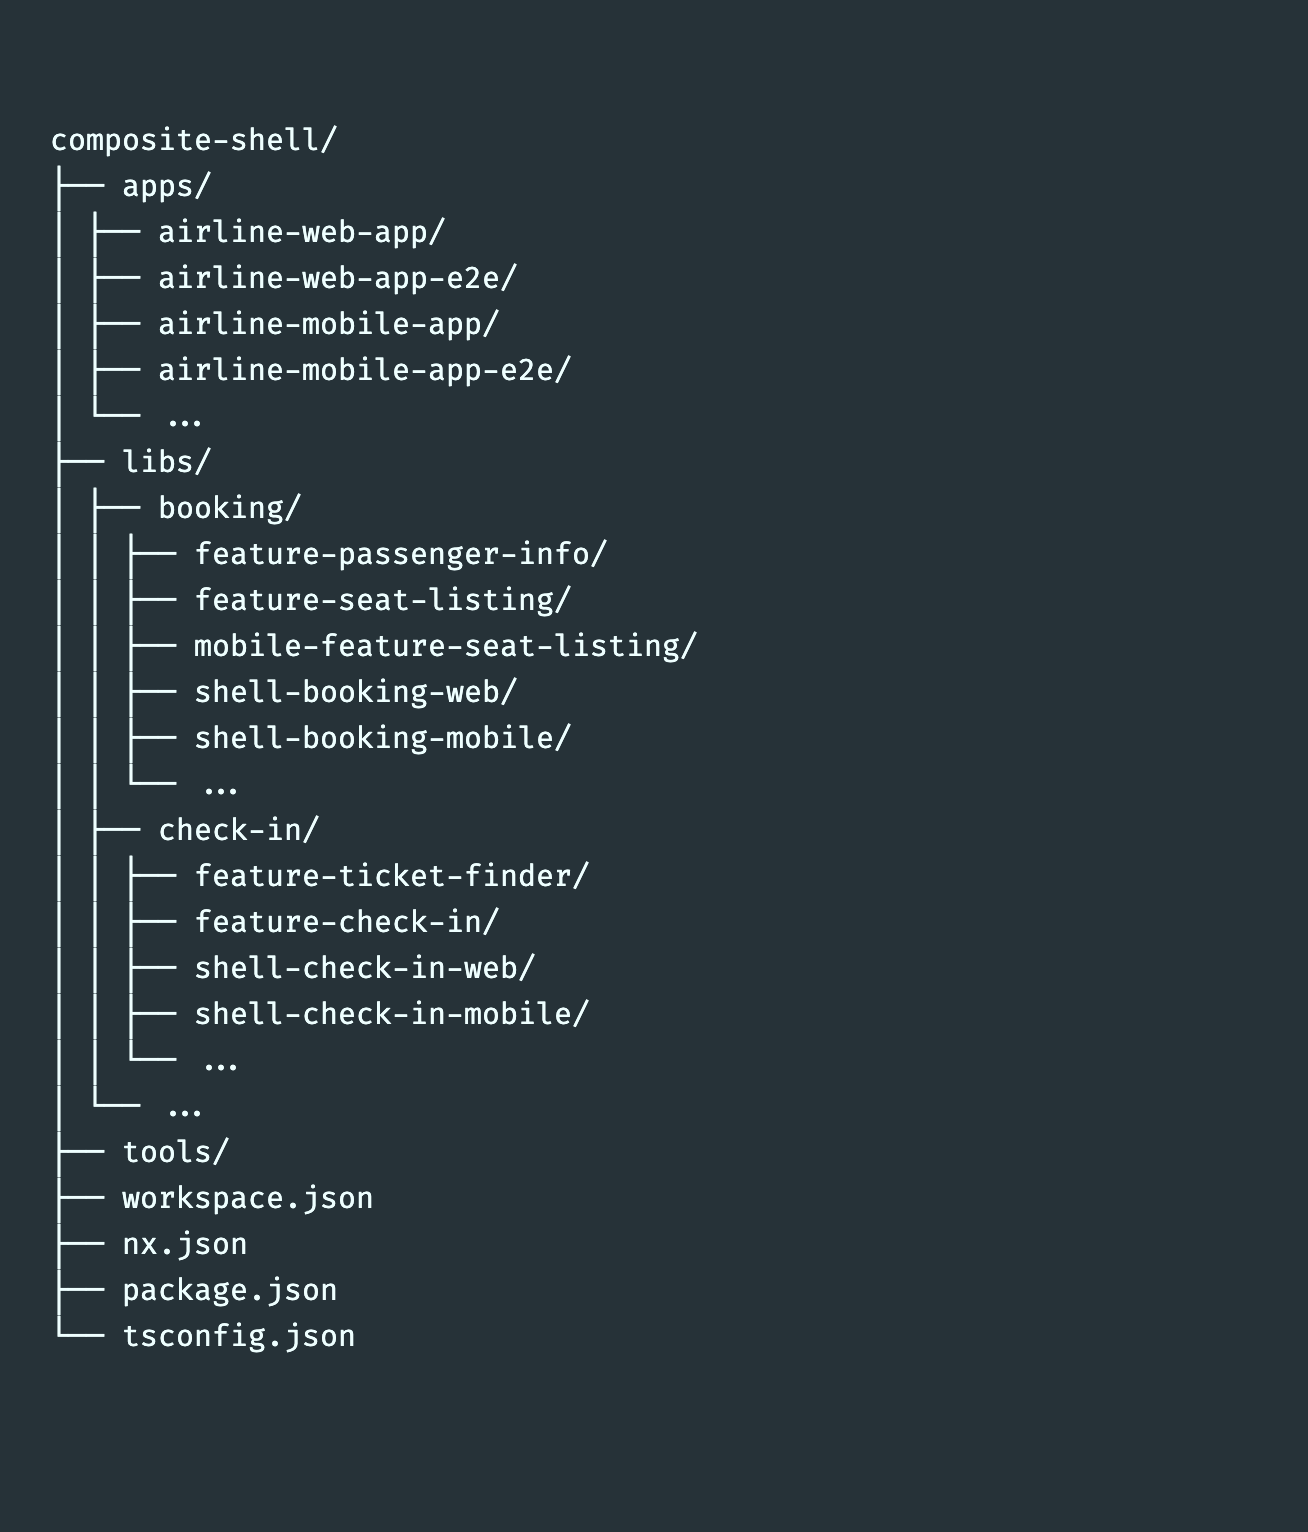 composite-shell/
├── apps/
│ ├── airline-web-app/
│ ├── airline-web-app-e2e/
│ ├── airline-mobile-app/
│ ├── airline-mobile-app-e2e/
│ └── ...
├── libs/
│ ├── booking/
│ │ ├── feature-passenger-info/
│ │ ├── feature-seat-listing/
│ │ ├── mobile-feature-seat-listing/
│ │ ├── shell-booking-web/
│ │ ├── shell-booking-mobile/
│ │ └── ...
│ ├── check-in/
│ │ ├── feature-ticket-finder/
│ │ ├── feature-check-in/
│ │ ├── shell-check-in-web/
│ │ ├── shell-check-in-mobile/
│ │ └── ...
│ └── ...
├── tools/
├── workspace.json
├── nx.json
├── package.json
└── tsconfig.json